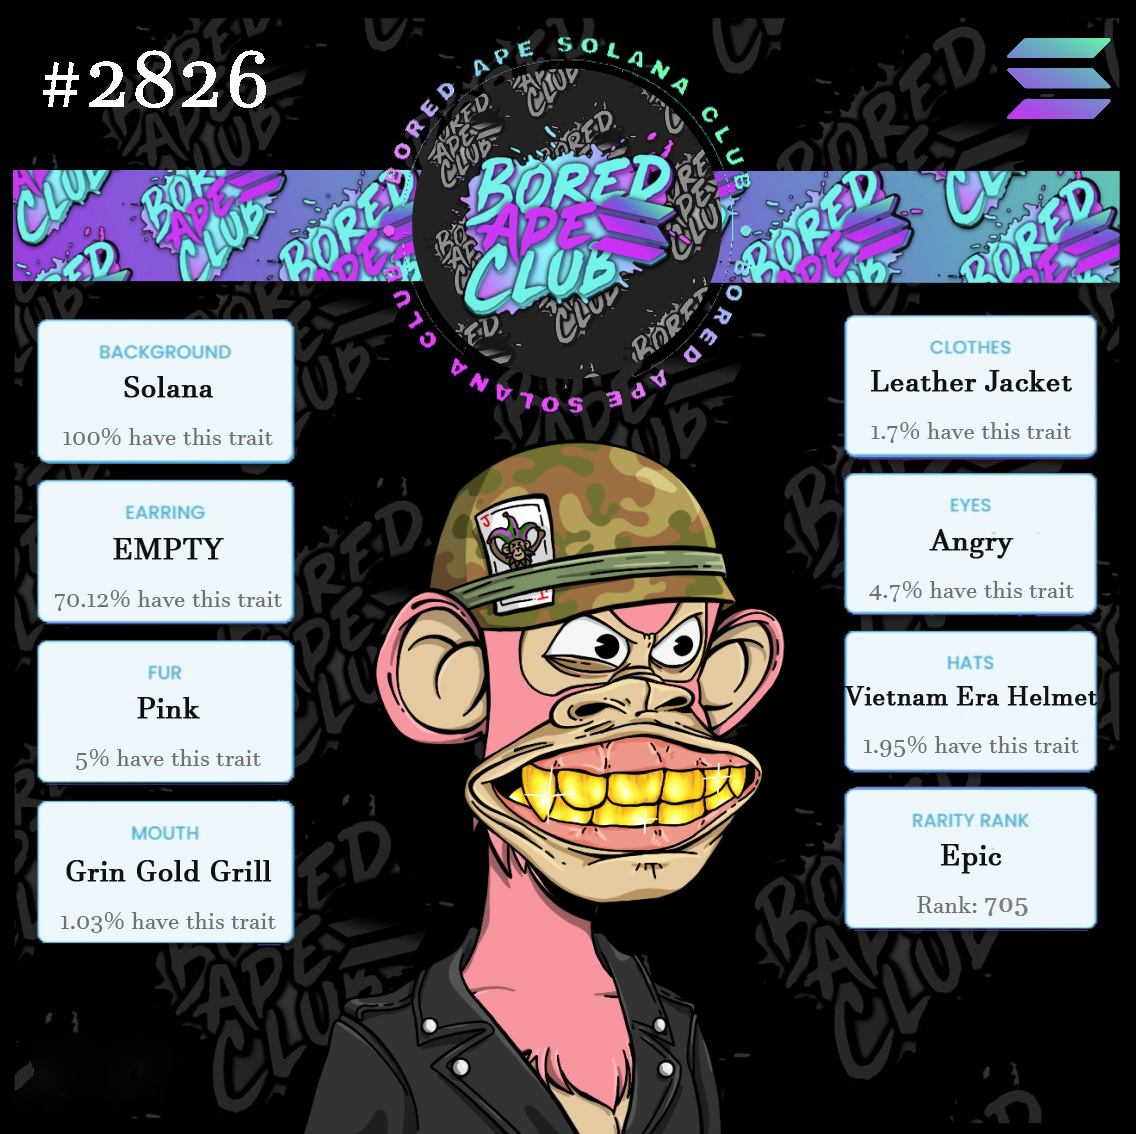 #2826
BORED APE SOLANA CLUB
BORED APE SOLANA CLUB
BORED
APE
CLUB
BACKGROUND
Solana
100% have this trait
EARRING
EMPTY
70.12% have this trait
FUR
Pink
5% have this trait
MOUTH
Grin Gold Grill
1.03% have this trait
CLOTHES
Leather Jacket
1.7% have this trait
EYES
Angry
4.7% have this trait
HATS
Vietnam Era Helmet
1.95% have this trait
RARITY RANK
Epic
Rank: 705
J